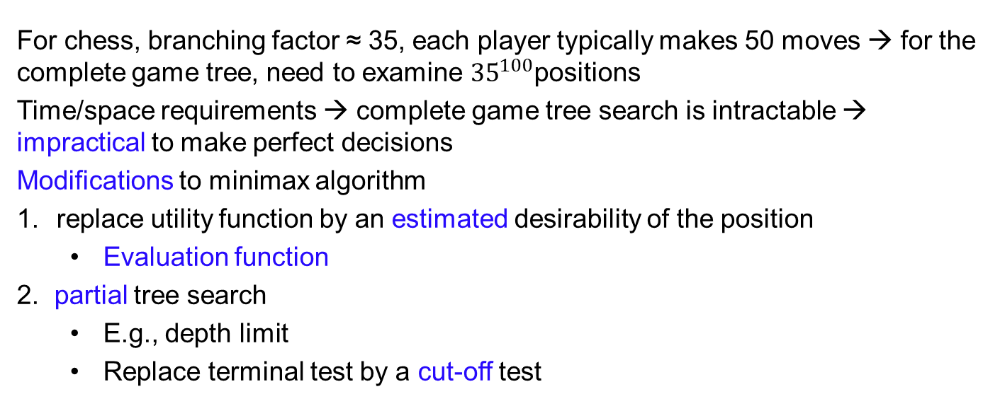 For chess, branching factor ≈ 35, each player typically makes 50 moves → for the
complete game tree, need to examine 35¹⁰⁰ positions
Time/space requirements → complete game tree search is intractable →
impractical to make perfect decisions
Modifications to minimax algorithm
1. replace utility function by an estimated desirability of the position
• Evaluation function
2. partial tree search
• E.g., depth limit
• Replace terminal test by a cut-off test